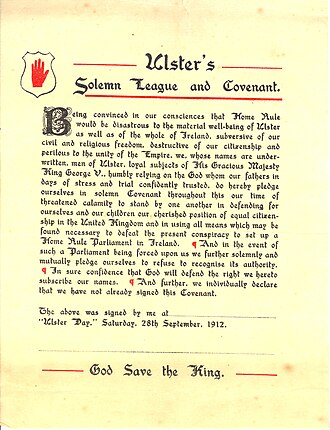 Ulster's
Solemn League and Covenant.
Being convinced in our consciences that Home Rule
would be disastrous to the material well-being of Ulster
as well as of the whole of Ireland, subversive of our
civil and religious freedom, destructive of our citizenship and
perilous to the unity of the Empire, we, whose names are under-
written, men of Ulster, loyal subjects of His Gracious Majesty
King George V., humbly relying on the God whom our fathers in
days of stress and trial confidently trusted, do hereby pledge
ourselves in solemn Covenant throughout this our time of
threatened calamity to stand by one another in defending for
ourselves and our children our cherished position of equal citizen-
ship in the United Kingdom and in using all means which may be
found necessary to defeat the present conspiracy to set up a
Home Rule Parliament in Ireland. ¶ And in the event of
such a Parliament being forced upon us we further solemnly and
mutually pledge ourselves to refuse to recognise its authority.
¶ In sure confidence that God will defend the right we hereto
subscribe our names. ¶ And further, we individually declare
that we have not already signed this Covenant.
The above was signed by me at
"Ulster Day," Saturday, 28th September, 1912.
God Save the King.